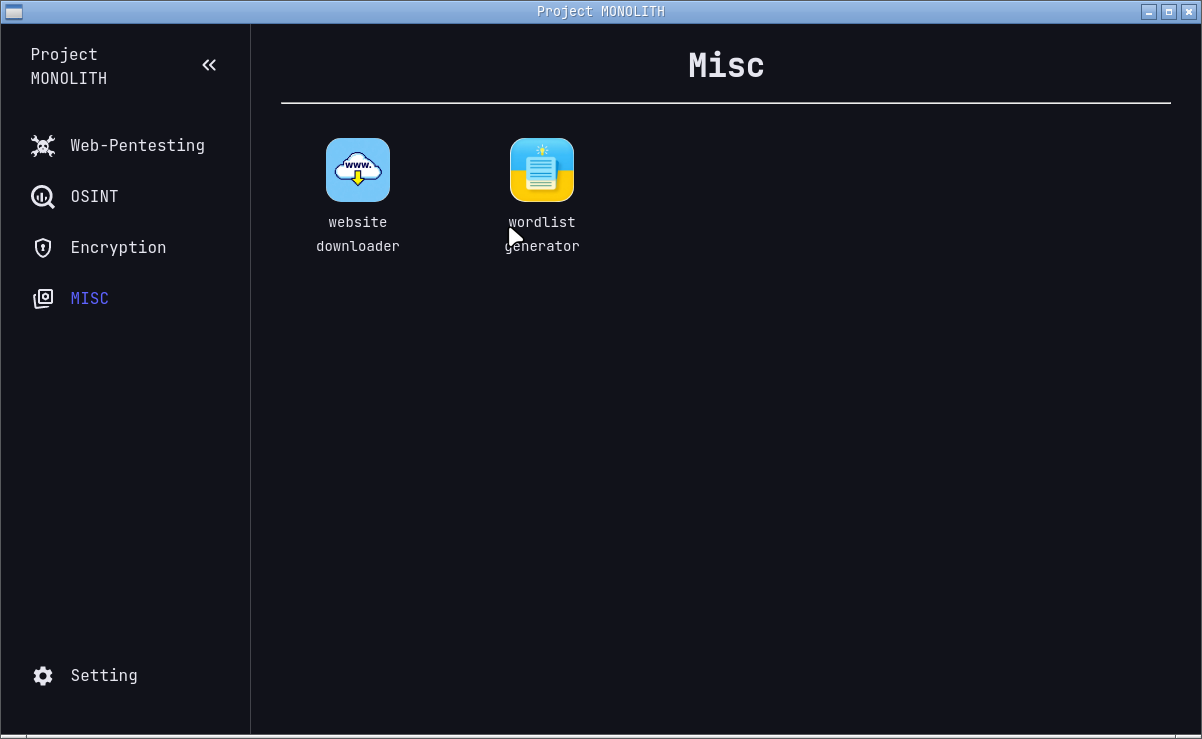 Project MONOLITH
Project
MONOLITH
Web-Pentesting
OSINT
Encryption
MISC
Setting
Misc
www.
website
downloader
wordlist
generator